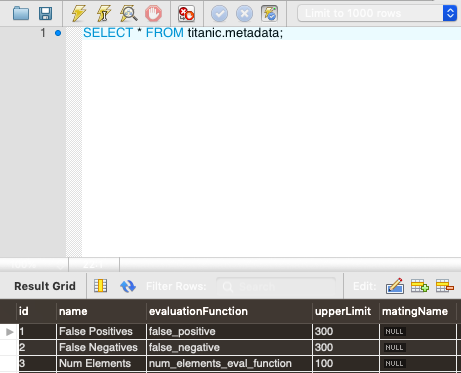 Limit to 1000 rows
1 SELECT * FROM titanic.metadata;
Result Grid Filter Rows: Search Edit:
id name evaluationFunction upperLimit matingName
1 False Positives false_positive 300 NULL
2 False Negatives false_negative 300 NULL
3 Num Elements num_elements_eval_function 100 NULL